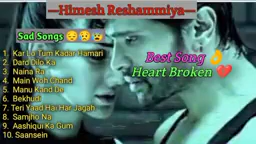 —Himesh Reshammiya—
Sad Songs 😔😥😰
Best Song 👌
Heart Broken 💔
1. Kar Lo Tum Kadar Hamari
2. Dard Dilo Ka
3. Naina Ra
4. Main Woh Chand
5. Manu Kand De
6. Bekhudi
7. Teri Yaad Hai Har Jagah
8. Samjho Na
9. Aashiqui Ka Gum
10. Saansein